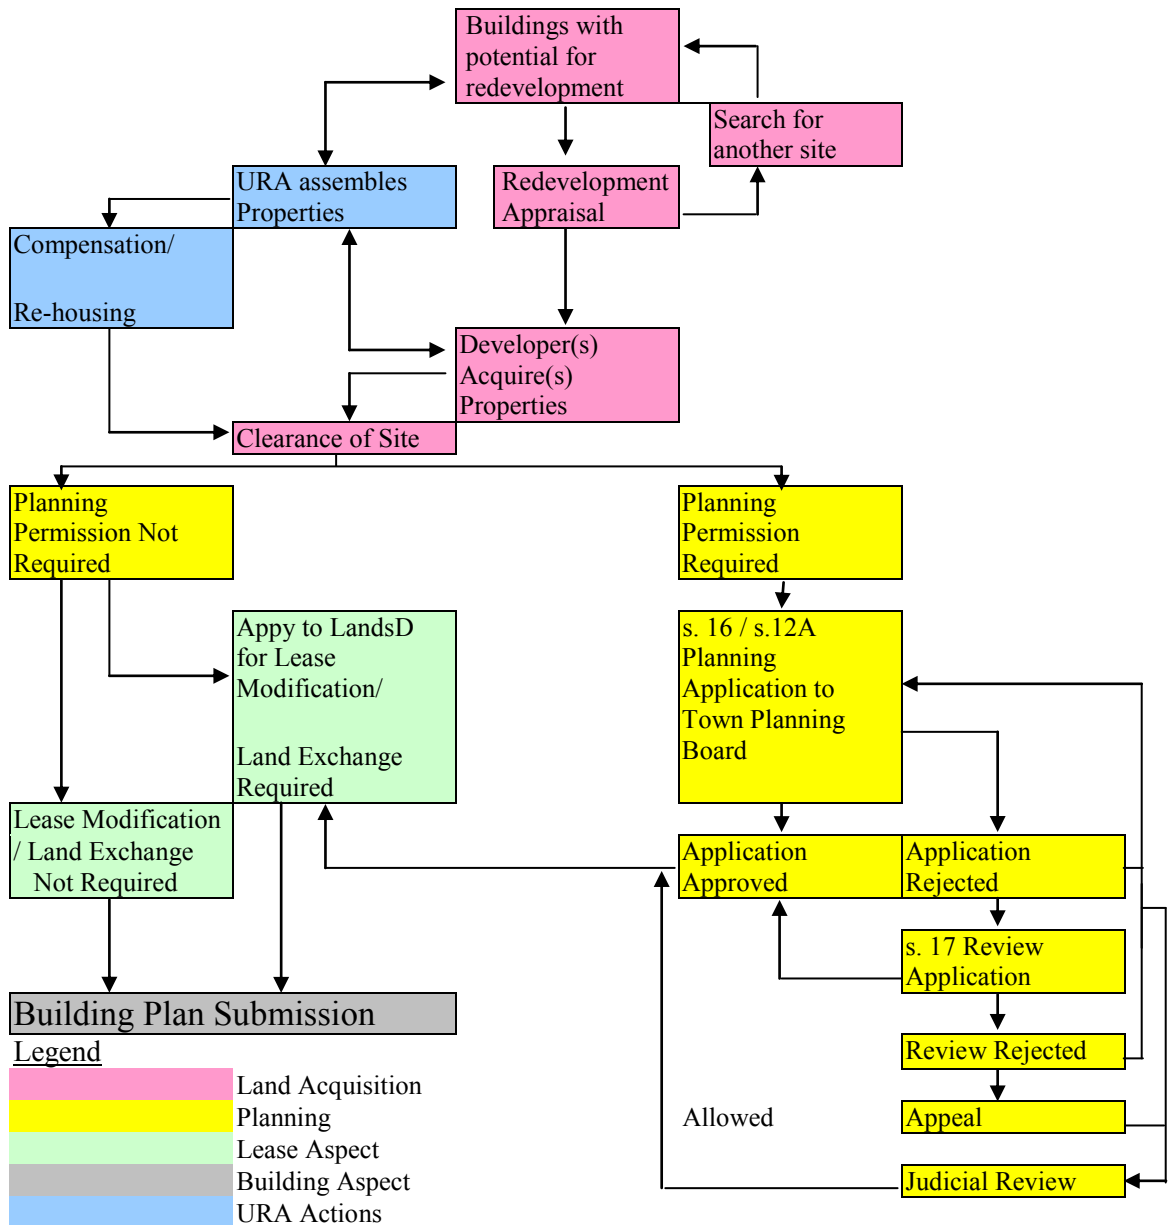 Buildings with
potential for
redevelopment
Search for
another site
URA assembles
Properties
Redevelopment
Appraisal
Compensation/
Re-housing
Developer(s)
Acquire(s)
Properties
Clearance of Site
Planning
Permission Not
Required
Planning
Permission
Required
Appy to LandsD
for Lease
Modification/
Land Exchange
Required
s. 16 / s.12A
Planning
Application to
Town Planning
Board
Lease Modification
/ Land Exchange
Not Required
Application
Approved
Application
Rejected
s. 17 Review
Application
Building Plan Submission
Review Rejected
Legend
Land Acquisition
Planning
Lease Aspect
Building Aspect
URA Actions
Allowed
Appeal
Judicial Review